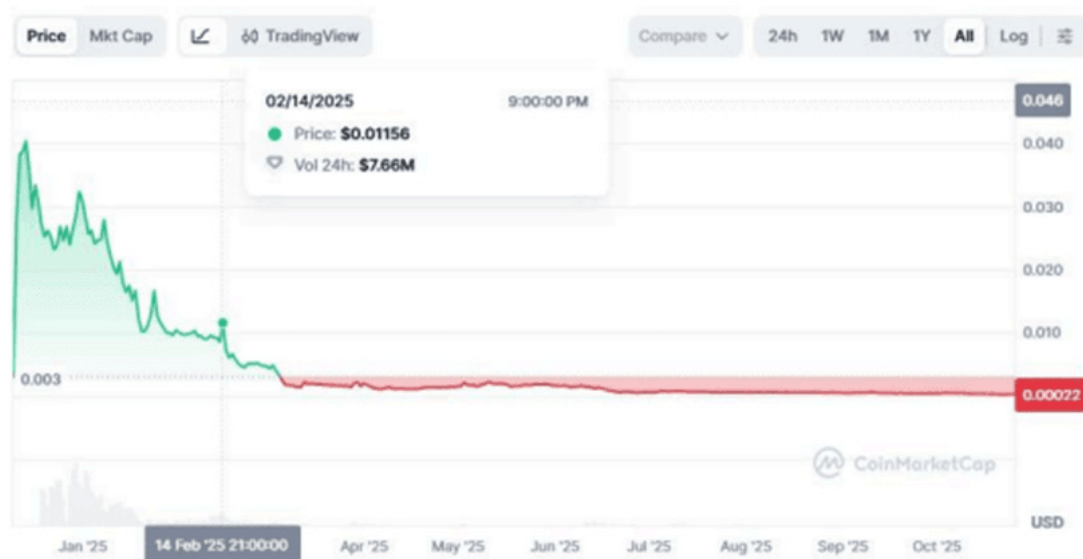 Price Mkt Cap TradingView Compare 24h 1W 1M 1Y All Log
02/14/2025 9:00:00 PM
Price: $0.01156
Vol 24h: $7.66M
0.046
0.040
0.030
0.020
0.010
0.003
0.00022
CoinMarketCap
USD
Jan '25 14 Feb '25 21:00:00 Apr '25 May '25 Jun '25 Jul '25 Aug '25 Sep '25 Oct '25